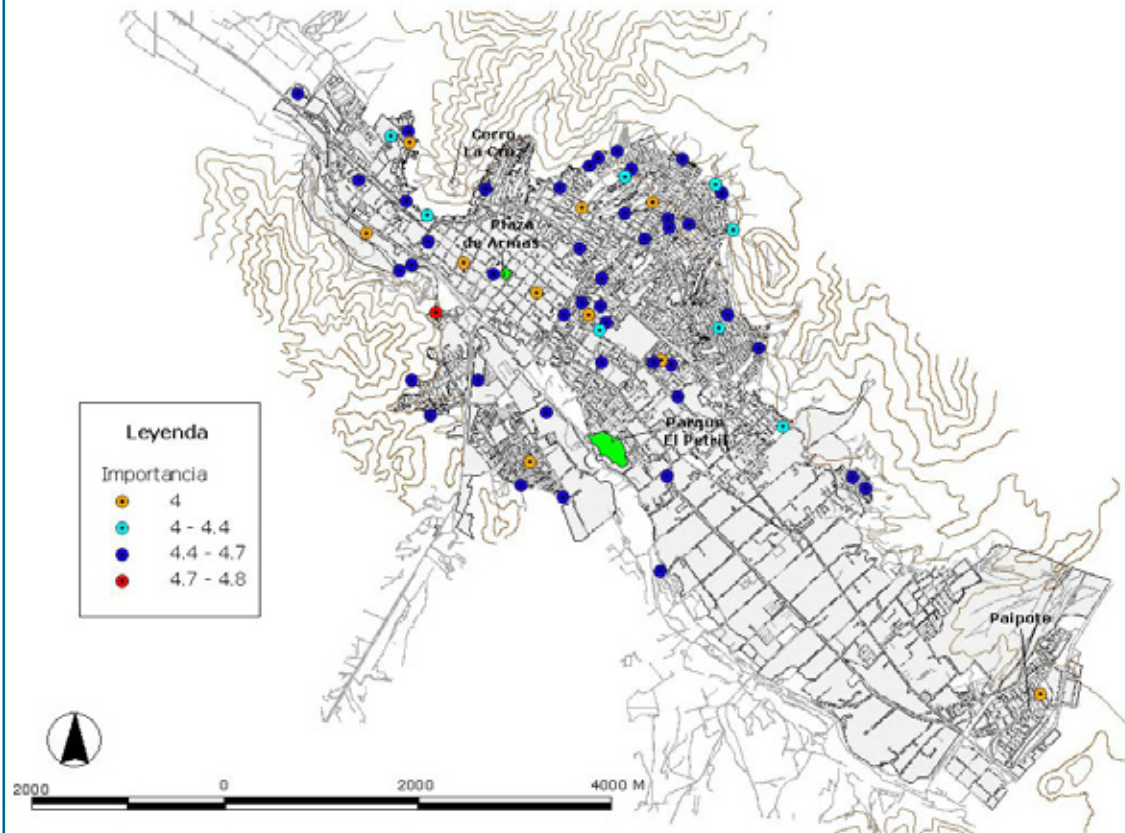 Cerro
La Cruz
Plaza
de Armas
Leyenda
Importancia
4
4 - 4.4
4.4 - 4.7
4.7 - 4.8
Parque
El Pretil
Paipote
2000
0
2000
4000 M